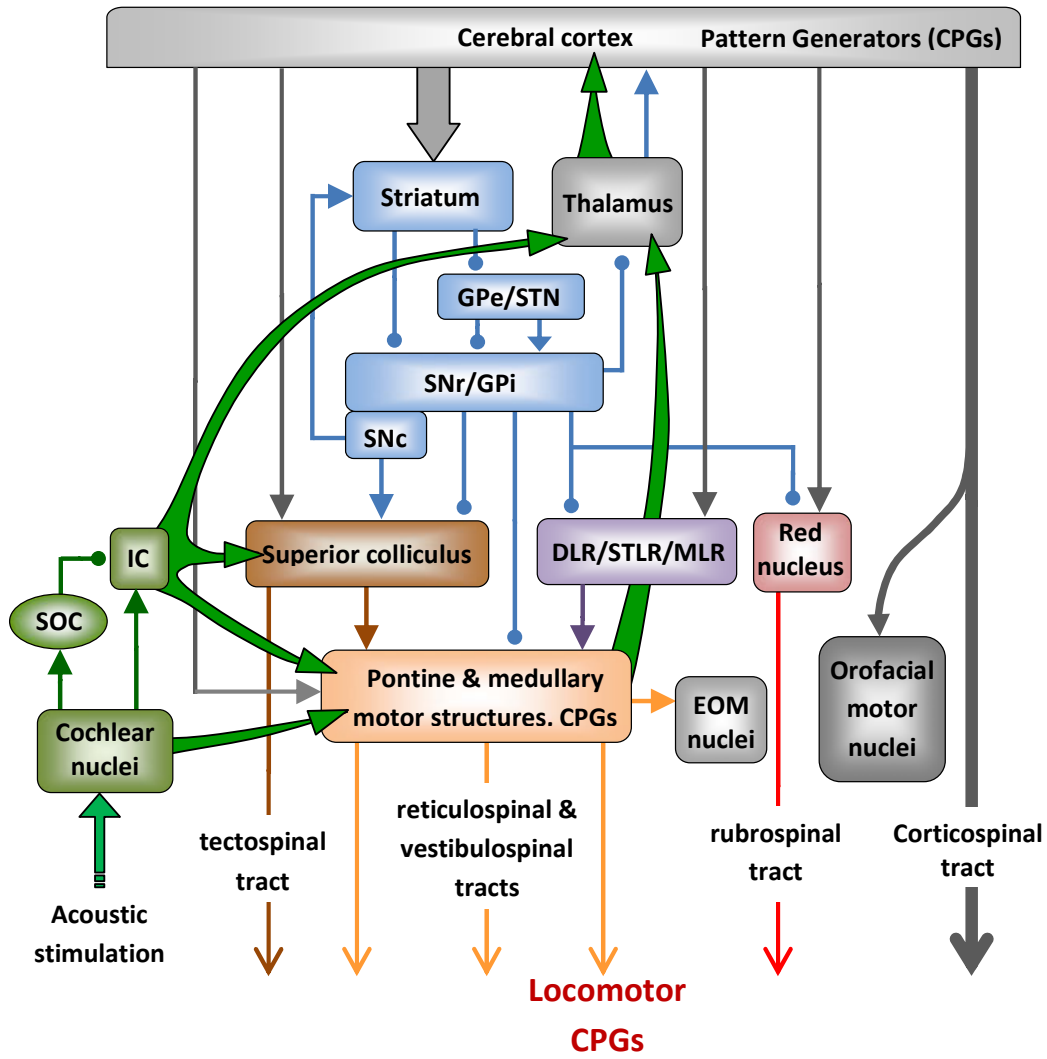 Cerebral cortex Pattern Generators (CPGs)
Striatum
Thalamus
GPe/STN
SNr/GPi
SNc
IC
Superior colliculus
DLR/STLR/MLR
Red
nucleus
SOC
Pontine & medullary
motor structures. CPGs
EOM
nuclei
Orofacial
motor
nuclei
Cochlear
nuclei
tectospinal
tract
reticulospinal &
vestibulospinal
tracts
rubrospinal
tract
Corticospinal
tract
Acoustic
stimulation
Locomotor
CPGs